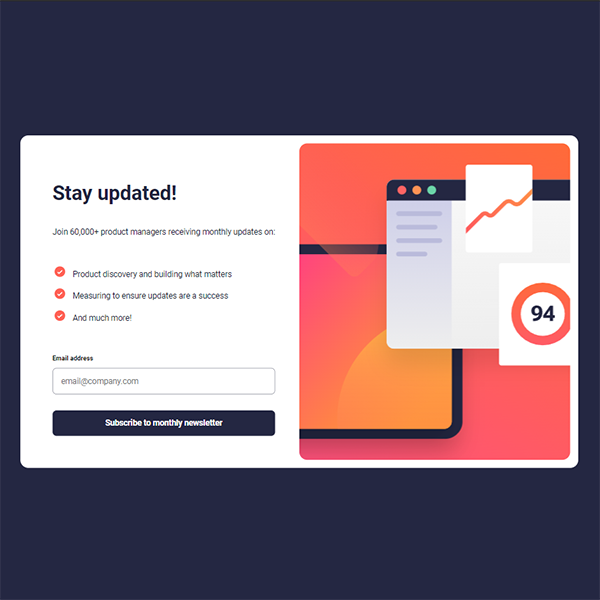 Stay updated!
Join 60,000+ product managers receiving monthly updates on:
Product discovery and building what matters
Measuring to ensure updates are a success
And much more!
Email address
email@company.com
Subscribe to monthly newsletter
94